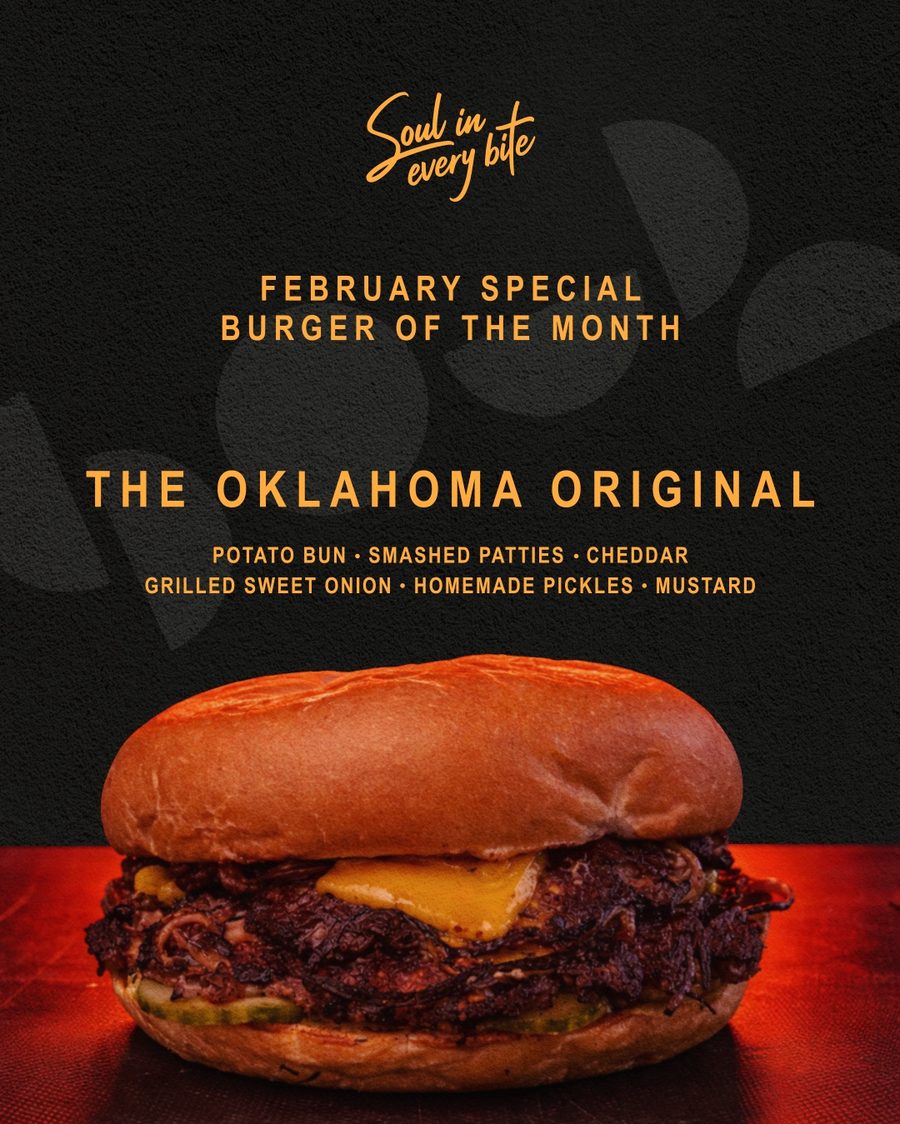 Soul in
every bite
FEBRUARY SPECIAL
BURGER OF THE MONTH
THE OKLAHOMA ORIGINAL
POTATO BUN • SMASHED PATTIES • CHEDDAR
GRILLED SWEET ONION • HOMEMADE PICKLES • MUSTARD